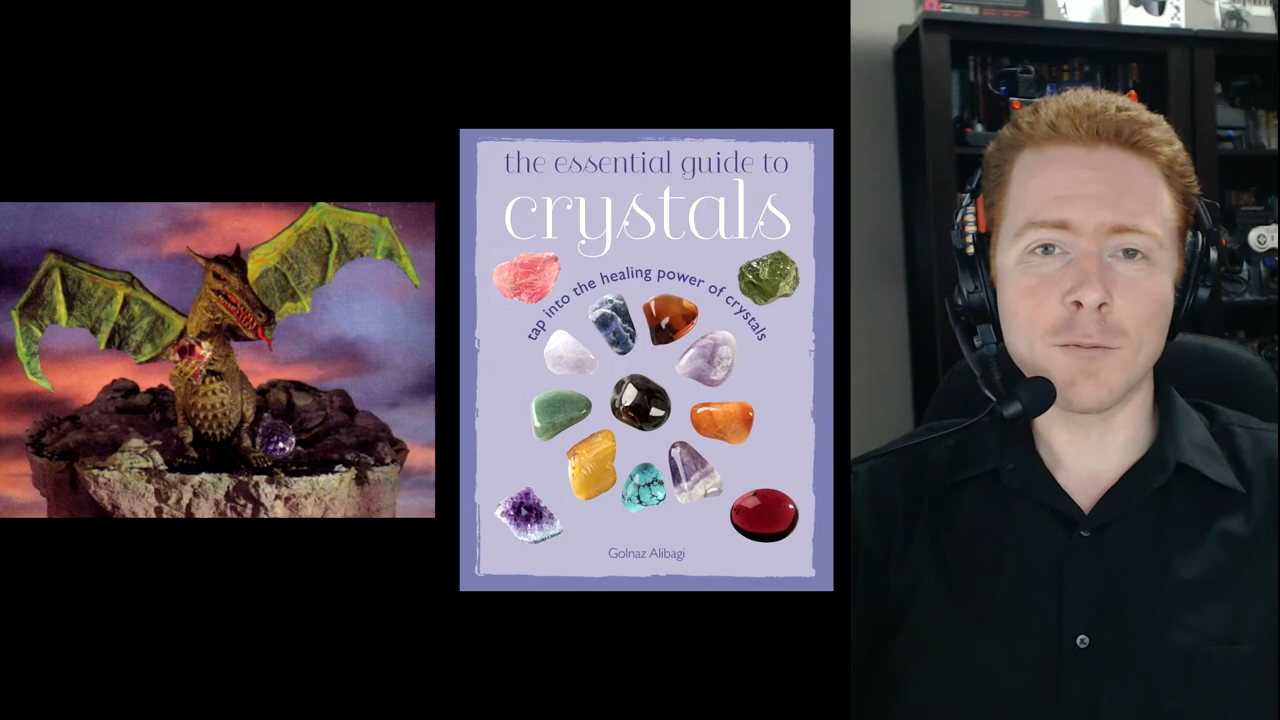 the essential guide to
crystals
tap into the healing power of crystals
Golnaz Alibagi